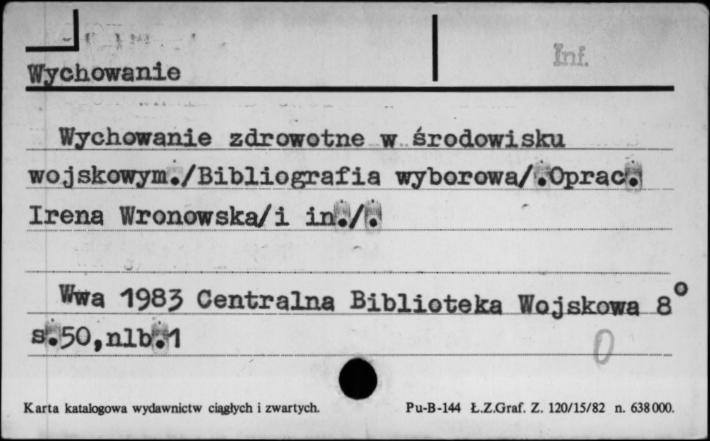 Inf.
Wychowanie
Wychowanie zdrowotne w środowisku
wojskowym./Bibliografia wyborowa/.Oprac.
Irena Wronowska/i in./.
Wwa 1983 Centralna Biblioteka Wojskowa 8°
s.50,nlb.1
0
Karta katalogowa wydawnictw ciągłych i zwartych. Pu-B-144 Ł.Z.Graf. Z. 120/15/82 n. 638000.